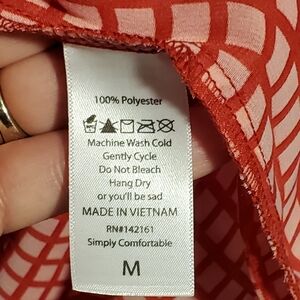 100% Polyester
Machine Wash Cold
Gently Cycle
Do Not Bleach
Hang Dry
or you'll be sad
MADE IN VIETNAM
RN#142161
Simply Comfortable
M